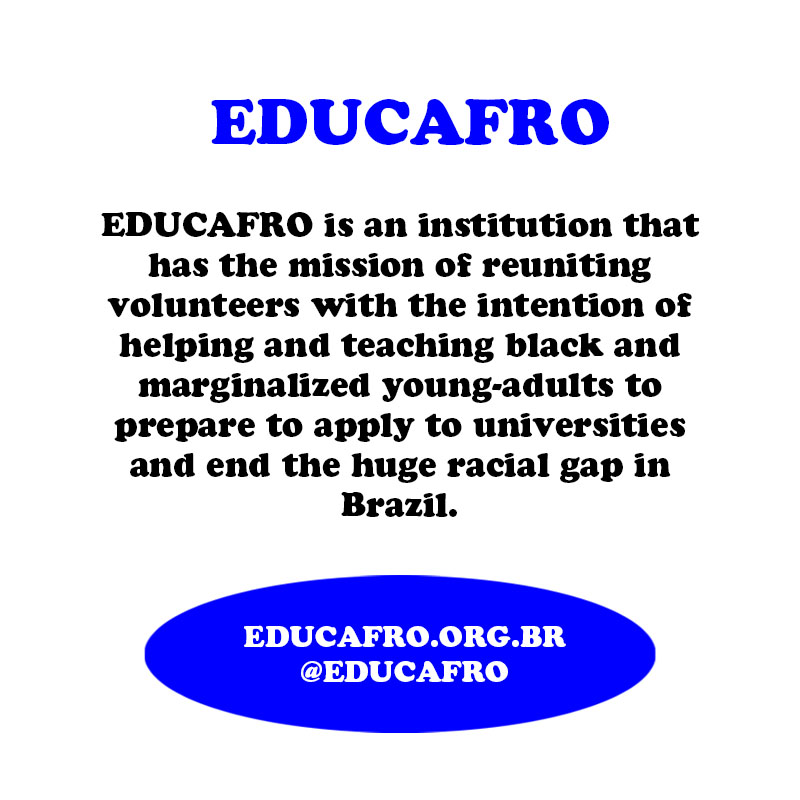 EDUCAFRO
EDUCAFRO is an institution that
has the mission of reuniting
volunteers with the intention of
helping and teaching black and
marginalized young-adults to
prepare to apply to universities
and end the huge racial gap in
Brazil.
EDUCAFRO.ORG.BR
@EDUCAFRO